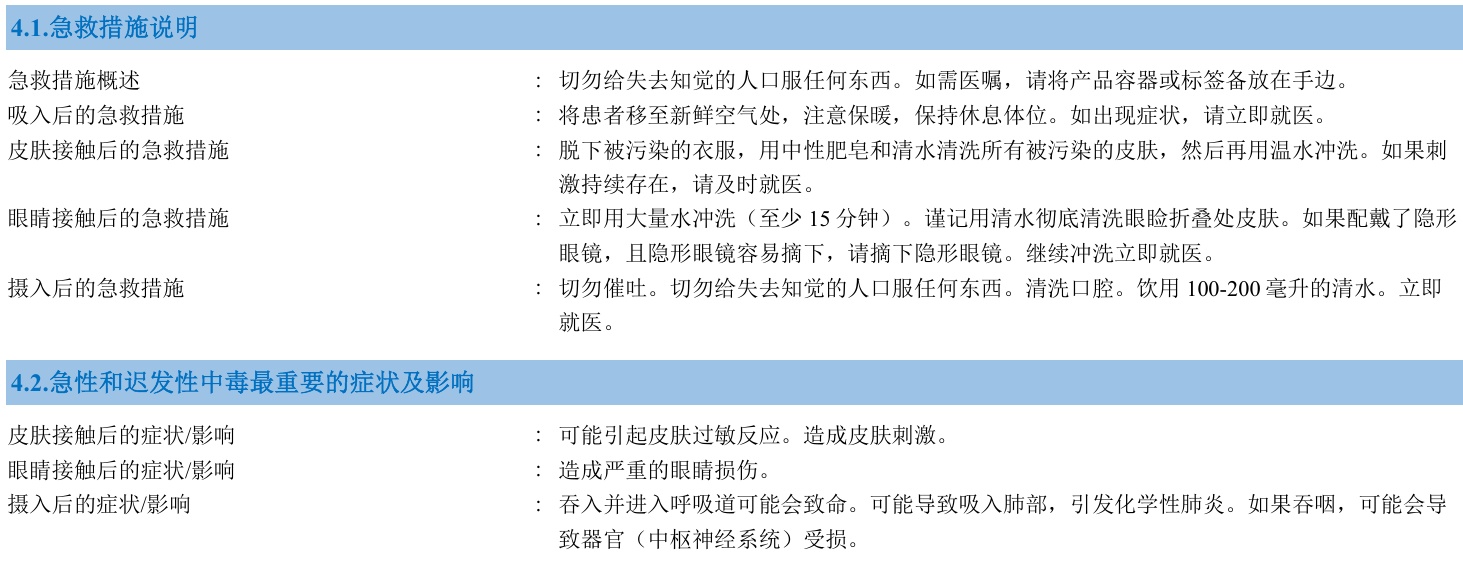 4.1.急救措施说明
急救措施概述 : 切勿给失去知觉的人口服任何东西。如需医嘱，请将产品容器或标签备放在手边。
吸入后的急救措施 : 将患者移至新鲜空气处，注意保暖，保持休息体位。如出现症状，请立即就医。
皮肤接触后的急救措施 : 脱下被污染的衣服，用中性肥皂和清水清洗所有被污染的皮肤，然后再用温水冲洗。如果刺
激持续存在，请及时就医。
眼睛接触后的急救措施 : 立即用大量水冲洗（至少 15 分钟）。谨记用清水彻底清洗眼睑折叠处皮肤。如果配戴了隐形
眼镜，且隐形眼镜容易摘下，请摘下隐形眼镜。继续冲洗立即就医。
摄入后的急救措施 : 切勿催吐。切勿给失去知觉的人口服任何东西。清洗口腔。饮用 100-200 毫升的清水。立即
就医。
4.2.急性和迟发性中毒最重要的症状及影响
皮肤接触后的症状/影响 : 可能引起皮肤过敏反应。造成皮肤刺激。
眼睛接触后的症状/影响 : 造成严重的眼睛损伤。
摄入后的症状/影响 : 吞入并进入呼吸道可能会致命。可能导致吸入肺部，引发化学性肺炎。如果吞咽，可能会导
致器官（中枢神经系统）受损。